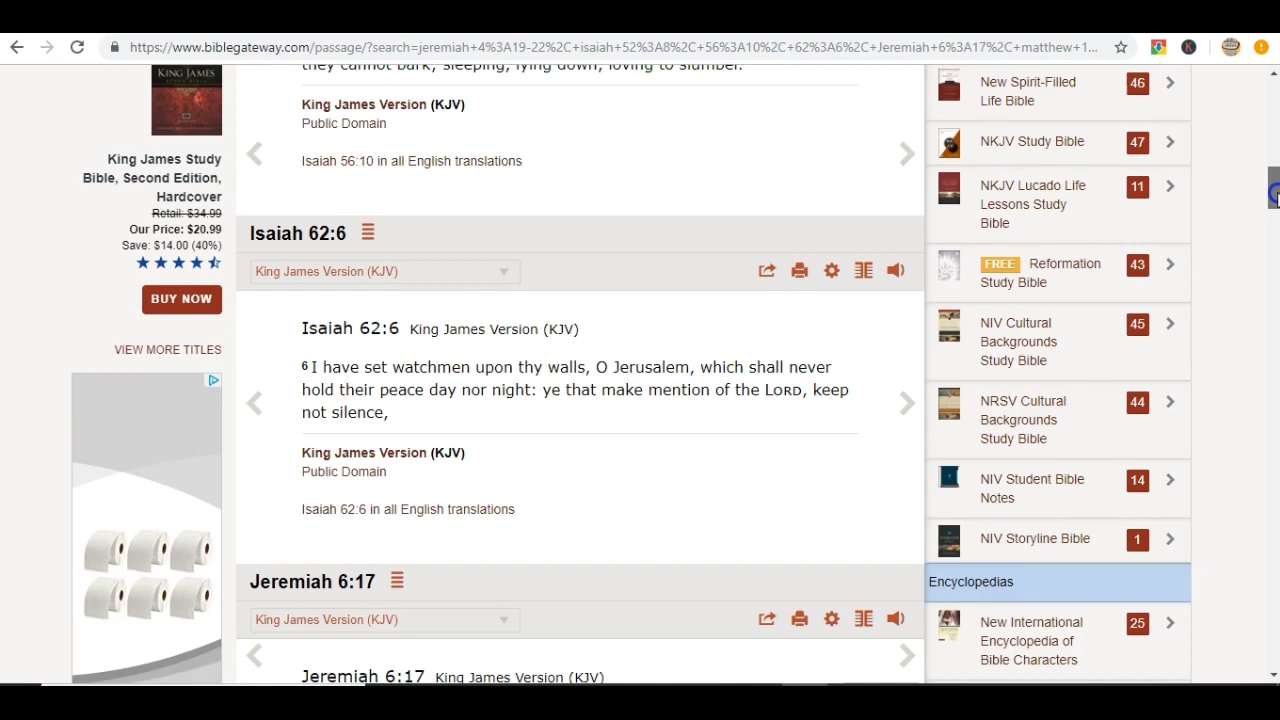 https://www.biblegateway.com/passage/?search=jeremiah+4%3A19-22%2C+isaiah+52%3A8%2C+56%3A10%2C+62%3A6%2C+Jeremiah+6%3A17%2C+matthew+1...
KING JAMES
King James Study
Bible, Second Edition,
Hardcover
Retail: $34.99
Our Price: $20.99
Save: $14.00 (40%)
BUY NOW
VIEW MORE TITLES
they cannot bark; sleeping, lying down, loving to slumber.
King James Version (KJV)
Public Domain
Isaiah 56:10 in all English translations
Isaiah 62:6
King James Version (KJV)
Isaiah 62:6 King James Version (KJV)
6 I have set watchmen upon thy walls, O Jerusalem, which shall never
hold their peace day nor night: ye that make mention of the LORD, keep
not silence,
King James Version (KJV)
Public Domain
Isaiah 62:6 in all English translations
Jeremiah 6:17
King James Version (KJV)
Jeremiah 6:17 King James Version (KJV)
New Spirit-Filled
Life Bible
46
NKJV Study Bible
47
NKJV Lucado Life
Lessons Study
Bible
11
FREE Reformation
Study Bible
43
NIV Cultural
Backgrounds
Study Bible
45
NRSV Cultural
Backgrounds
Study Bible
44
NIV Student Bible
Notes
14
NIV Storyline Bible
1
Encyclopedias
New International
Encyclopedia of
Bible Characters
25